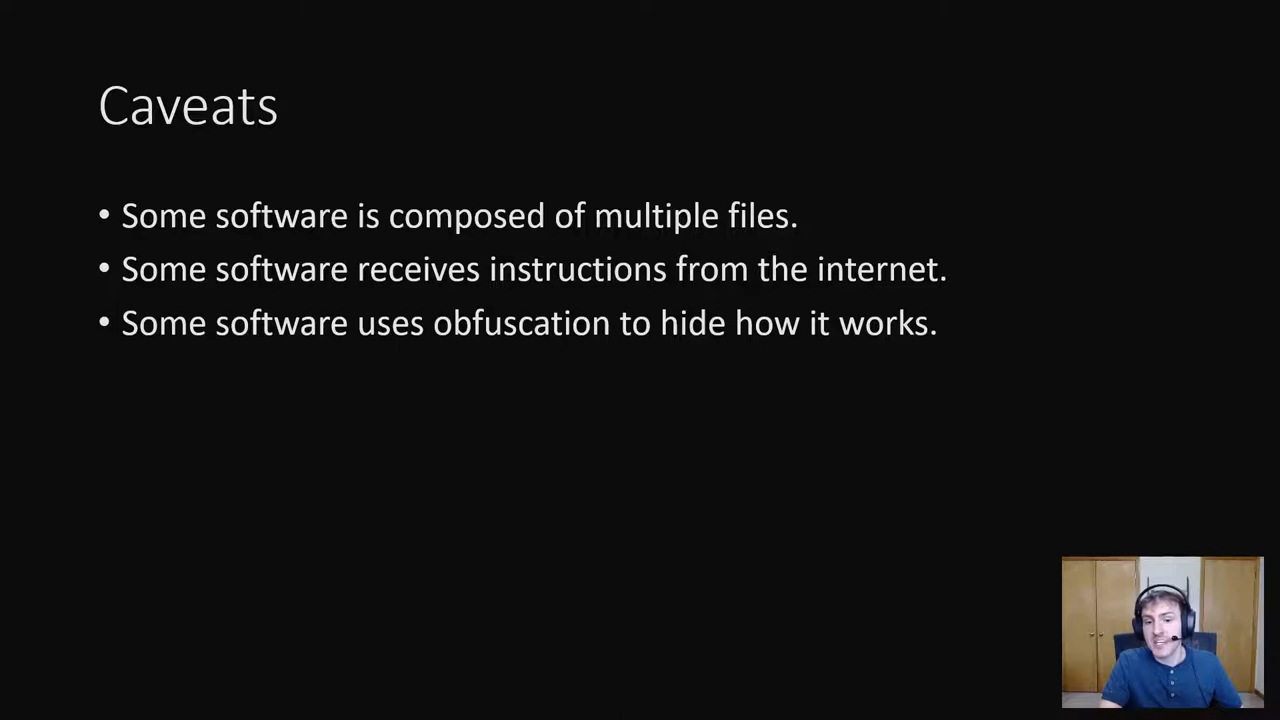 Caveats
• Some software is composed of multiple files.
• Some software receives instructions from the internet.
• Some software uses obfuscation to hide how it works.